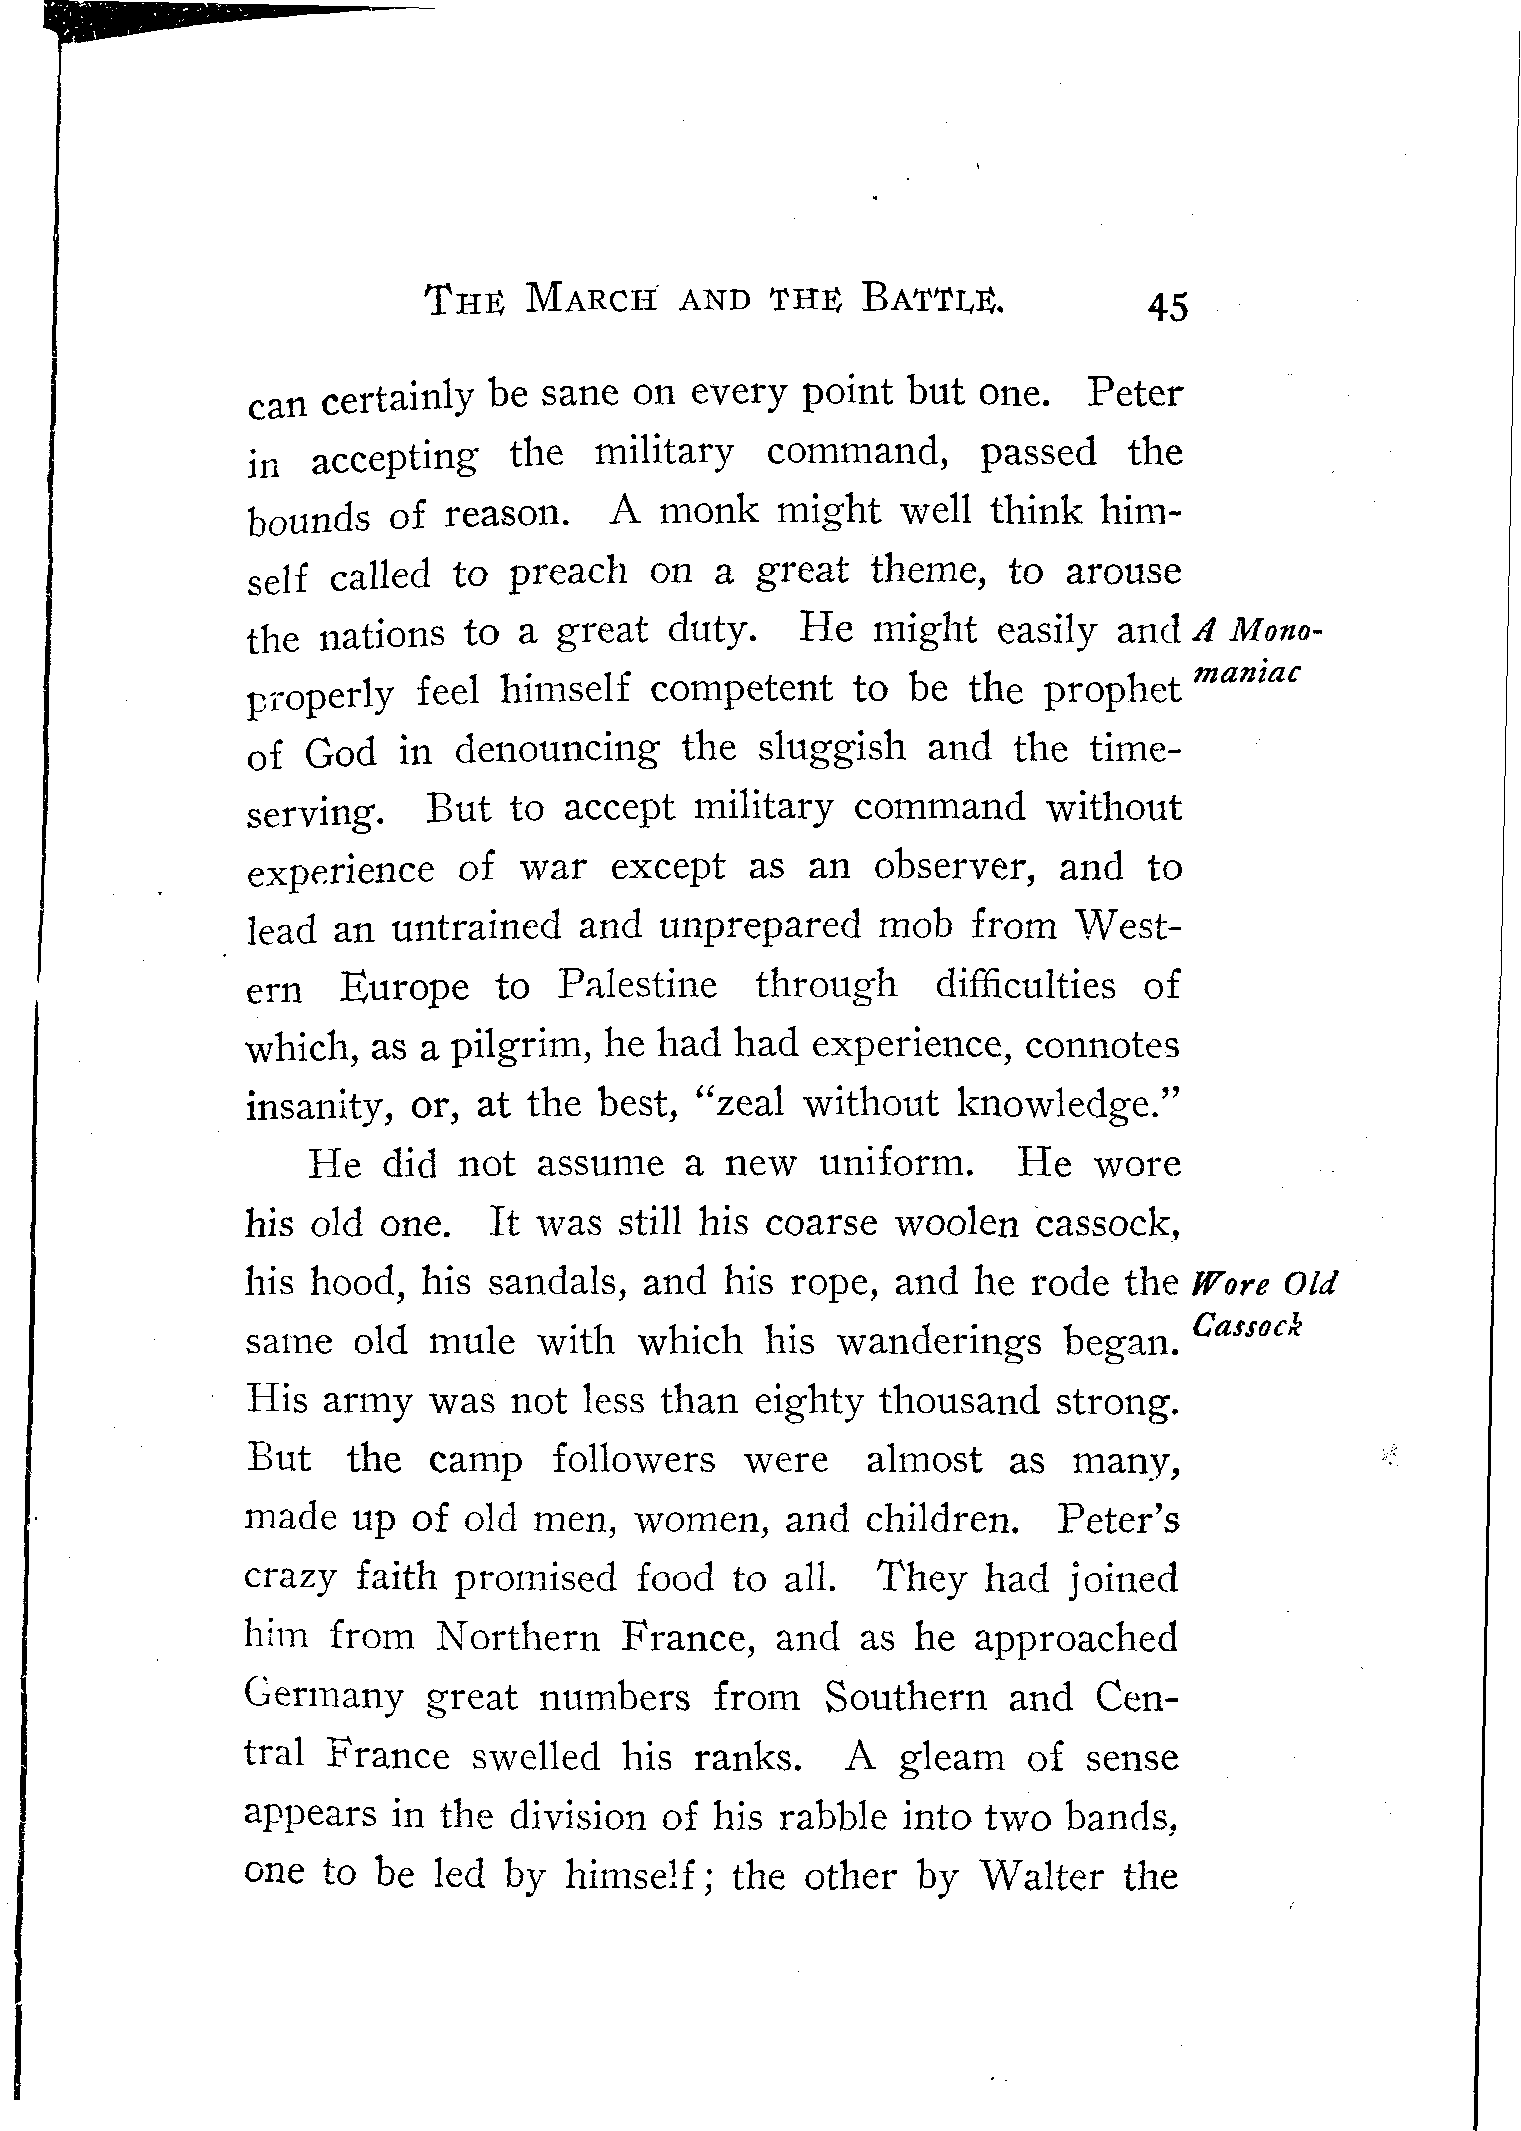 THE MARCH AND THE BATTLE. 45
can certainly be sane on every point but one. Peter
in accepting the military command, passed the
bounds of reason. A monk might well think him-
self called to preach on a great theme, to arouse
the nations to a great duty. He might easily and
A Mono-
properly feel himself competent to be the prophet
maniac
of God in denouncing the sluggish and the time-
serving. But to accept military command without
experience of war except as an observer, and to
lead an untrained and unprepared mob from West-
ern Europe to Palestine through difficulties of
which, as a pilgrim, he had had experience, connotes
insanity, or, at the best, "zeal without knowledge."
He did not assume a new uniform. He wore
his old one. It was still his coarse woolen cassock,
his hood, his sandals, and his rope, and he rode the
Wore Old
same old mule with which his wanderings began.
Cassock
His army was not less than eighty thousand strong.
But the camp followers were almost as many,
made up of old men, women, and children. Peter's
crazy faith promised food to all. They had joined
him from Northern France, and as he approached
Germany great numbers from Southern and Cen-
tral France swelled his ranks. A gleam of sense
appears in the division of his rabble into two bands,
one to be led by himself; the other by Walter the